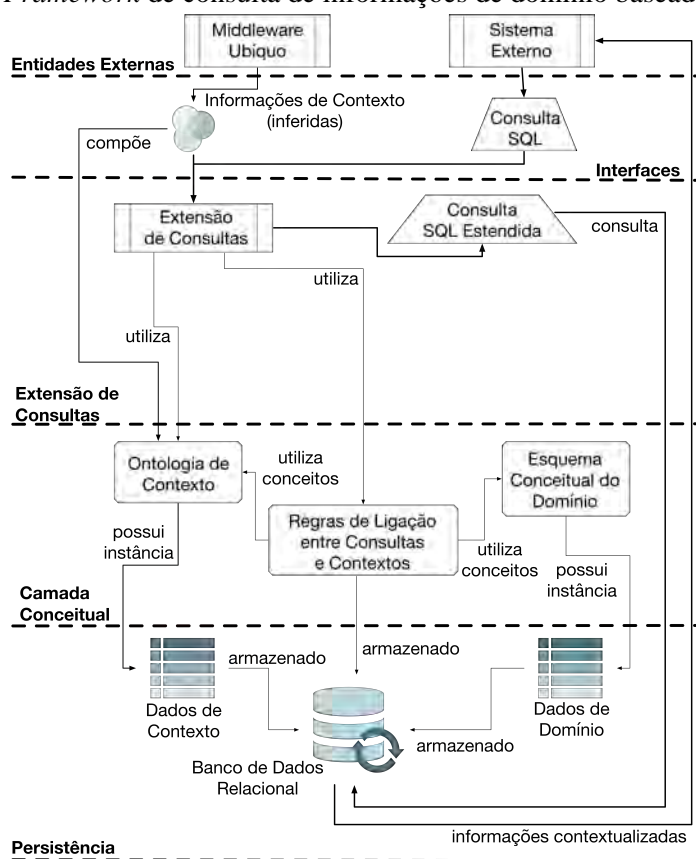 Framework de consulta de informações de domínio basead
Middleware
Ubíquo
Sistema
Externo
Entidades Externas
Informações de Contexto
(inferidas)
Consulta
SQL
compõe
Interfaces
Extensão
de Consultas
Consulta
SQL Estendida
consulta
utiliza
utiliza
Extensão de
Consultas
Ontologia de
Contexto
utiliza
conceitos
Esquema
Conceitual do
Domínio
Regras de Ligação
entre Consultas
e Contextos
possui
instância
utiliza
conceitos
possui
instância
Camada
Conceitual
armazenado
armazenado
Dados de
Contexto
Dados de
Domínio
armazenado
Banco de Dados
Relacional
informações contextualizadas
Persistência